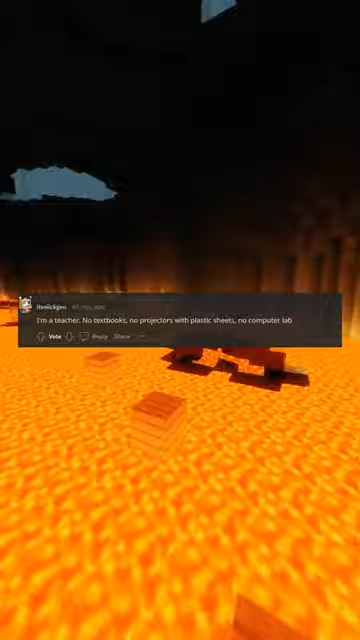 I'm a teacher. No textbooks, no projectors with plastic sheets, no computer lab
Vote Reply Share